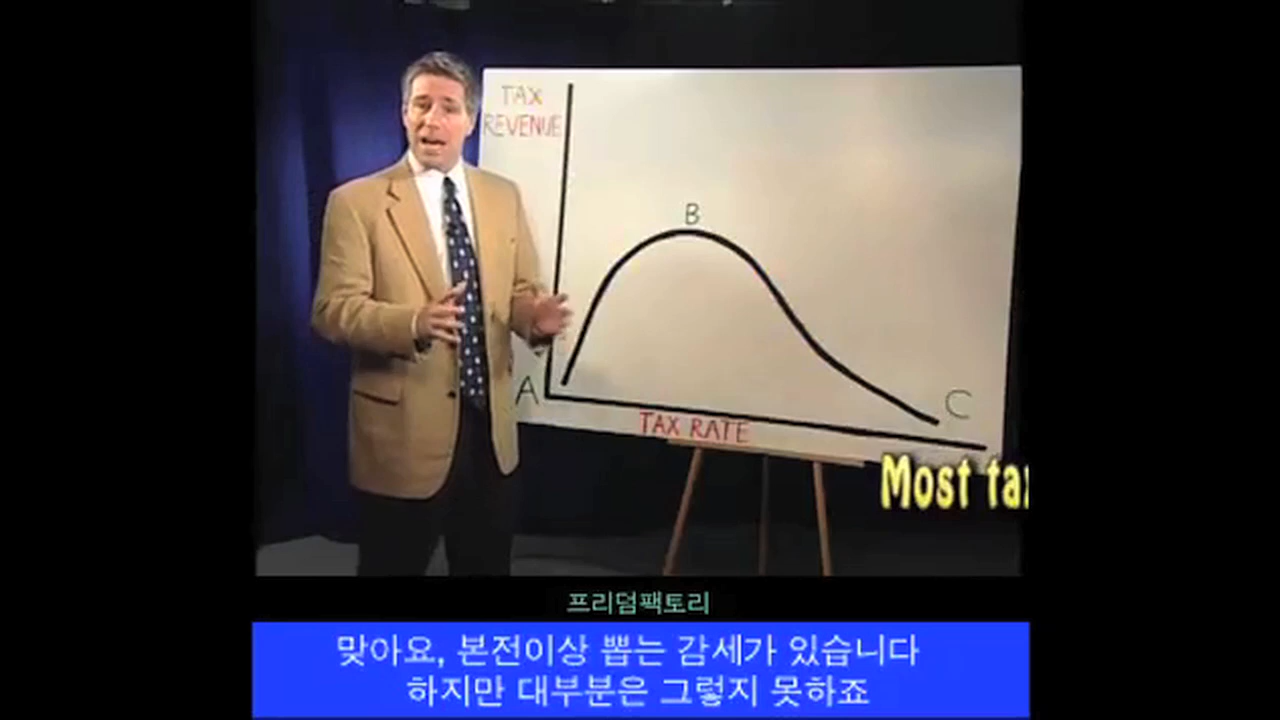 TAX
REVENUE
B
A
C
TAX RATE
Most tax
프리덤팩토리
맞아요, 본전이상 뽑는 감세가 있습니다
하지만 대부분은 그렇지 못하죠